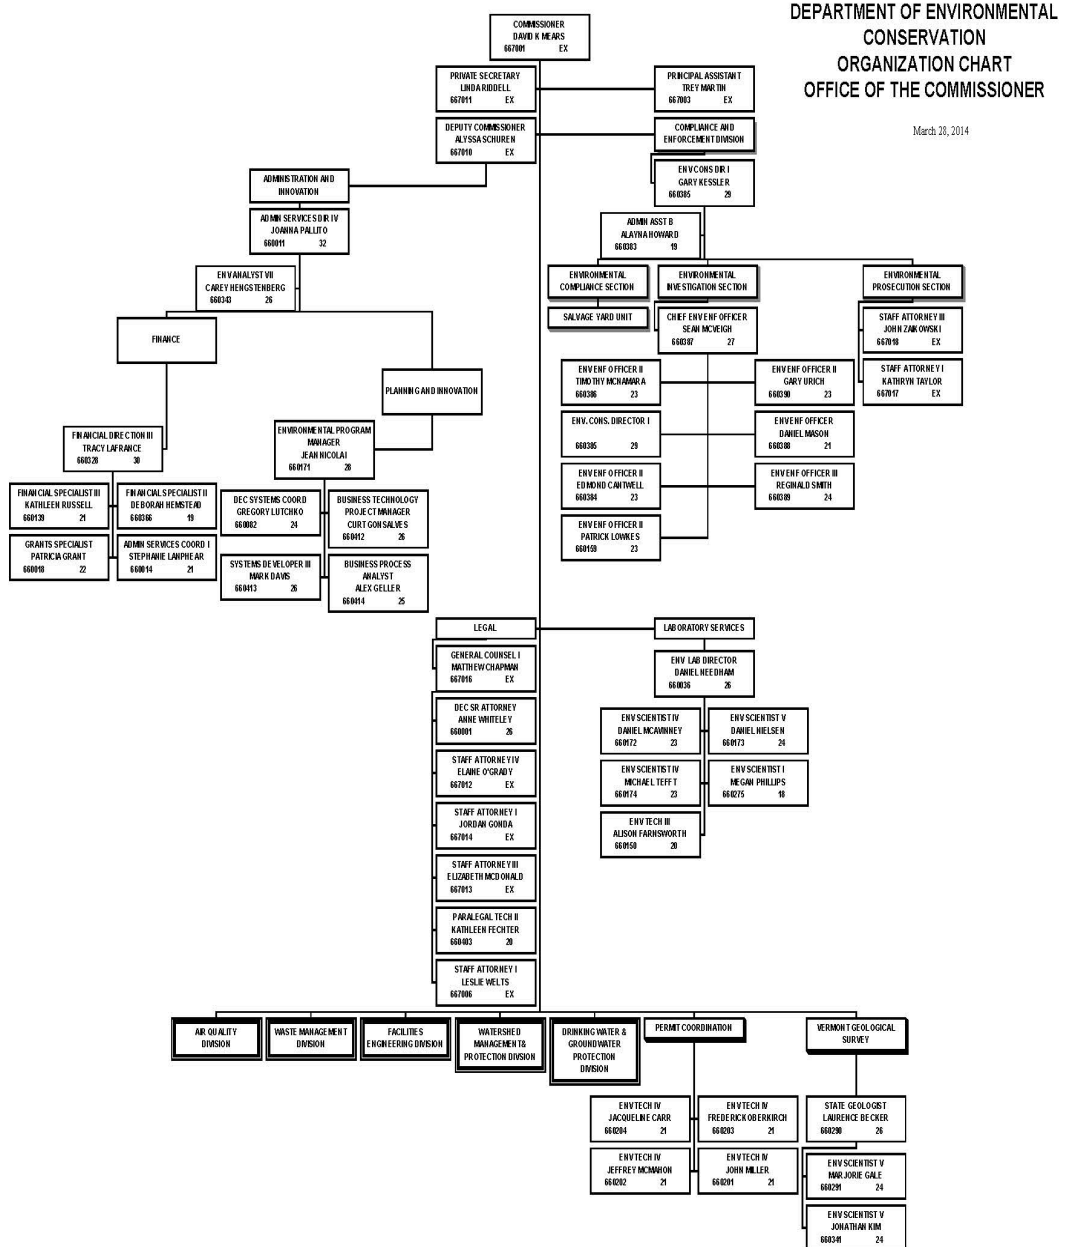 DEPARTMENT OF ENVIRONMENTAL
CONSERVATION
ORGANIZATION CHART
OFFICE OF THE COMMISSIONER
March 28, 2014
COMMISSIONER
DAVID K MEARS
667001 EX
PRIVATE SECRETARY
LINDA RIDDELL
667011 EX
PRINCIPAL ASSISTANT
TREY MARTIN
667003 EX
DEPUTY COMMISSIONER
ALYSSA SCHUREN
667010 EX
COMPLIANCE AND
ENFORCEMENT DIVISION
ENV CONS DIR I
GARY KESSLER
660385 29
ADMINISTRATION AND
INNOVATION
ADMIN SERVICES DIR IV
JOANNA PALLITO
660011 32
ADMIN ASST B
ALAYNA HOWARD
660383 19
ENV ANALYST VII
CAREY HENGSTENBERG
660343 26
ENVIRONMENTAL
COMPLIANCE SECTION
ENVIRONMENTAL
INVESTIGATION SECTION
ENVIRONMENTAL
PROSECUTION SECTION
SALVAGE YARD UNIT
CHIEF ENV ENF OFFICER
SEAN MCVEIGH
660387 27
STAFF ATTORNEY III
JOHN ZAIKOWSKI
667018 EX
STAFF ATTORNEY I
KATHRYN TAYLOR
667017 EX
FINANCE
PLANNING AND INNOVATION
ENV ENF OFFICER II
TIMOTHY MCNAMARA
660386 23
ENV ENF OFFICER II
GARY URICH
660390 23
ENV. CONS. DIRECTOR I
660385 29
ENV ENF OFFICER
DANIEL MASON
660388 21
ENV ENF OFFICER II
EDMOND CANTWELL
660384 23
ENV ENF OFFICER III
REGINALD SMITH
660389 24
ENV ENF OFFICER II
PATRICK LOWKES
660159 23
FINANCIAL DIRECTION III
TRACY LAFRANCE
660328 30
ENVIRONMENTAL PROGRAM
MANAGER
JEAN NICOLAI
660171 28
FINANCIAL SPECIALIST III
KATHLEEN RUSSELL
660139 21
FINANCIAL SPECIALIST II
DEBORAH HEMSTEAD
660366 19
GRANTS SPECIALIST
PATRICIA GRANT
660018 22
ADMIN SERVICES COORD I
STEPHANIE LANPHEAR
660014 21
DEC SYSTEMS COORD
GREGORY LUTCHKO
660082 24
BUSINESS TECHNOLOGY
PROJECT MANAGER
CURT GONSALVES
660412 26
SYSTEMS DEVELOPER III
MARK DAVIS
660413 26
BUSINESS PROCESS
ANALYST
ALEX GELLER
660414 25
LEGAL
GENERAL COUNSEL I
MATTHEW CHAPMAN
667016 EX
DEC SR ATTORNEY
ANNE WHITELEY
660001 26
STAFF ATTORNEY IV
ELAINE O'GRADY
667012 EX
STAFF ATTORNEY I
JORDAN GONDA
667014 EX
STAFF ATTORNEY III
ELIZABETH MCDONALD
667013 EX
PARALEGAL TECH II
KATHLEEN FECHTER
660403 20
STAFF ATTORNEY I
LESLIE WELTS
667006 EX
LABORATORY SERVICES
ENV LAB DIRECTOR
DANIEL NEEDHAM
660036 26
ENV SCIENTIST IV
DANIEL MCAVINNEY
660172 23
ENV SCIENTIST V
DANIEL NIELSEN
660173 24
ENV SCIENTIST IV
MICHAEL TEFFT
660174 23
ENV SCIENTIST I
MEGAN PHILLIPS
660275 18
ENV TECH III
ALISON FARNSWORTH
660150 20
AIR QUALITY
DIVISION
WASTE MANAGEMENT
DIVISION
FACILITIES
ENGINEERING DIVISION
WATERSHED
MANAGEMENT &
PROTECTION DIVSION
DRINKING WATER &
GROUNDWATER
PROTECTION
DIVISION
PERMIT COORDINATION
VERMONT GEOLOGICAL
SURVEY
ENV TECH IV
JACQUELINE CARR
660204 21
ENV TECH IV
FREDERICK OBERKIRCH
660203 21
ENV TECH IV
JEFFREY MCMAHON
660202 21
ENV TECH IV
JOHN MILLER
660201 21
STATE GEOLOGIST
LAURENCE BECKER
660290 26
ENV SCIENTIST V
MARJORIE GALE
660291 24
ENV SCIENTIST V
JONATHAN KIM
660341 24